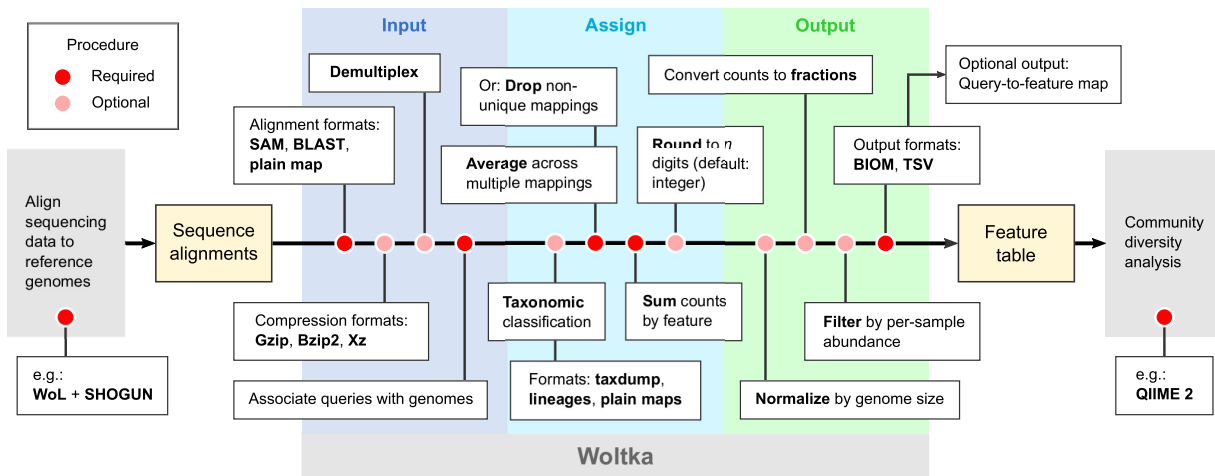 Procedure
Required
Optional
Input
Assign
Output
Demultiplex
Alignment formats:
SAM, BLAST,
plain map
Or: Drop non-
unique mappings
Average across
multiple mappings
Round to n
digits (default:
integer)
Convert counts to fractions
Output formats:
BIOM, TSV
Optional output:
Query-to-feature map
Align
sequencing
data to
reference
genomes
Sequence
alignments
Feature
table
Community
diversity
analysis
Compression formats:
Gzip, Bzip2, Xz
Associate queries with genomes
Taxonomic
classification
Formats: taxdump,
lineages, plain maps
Sum counts
by feature
Filter by per-sample
abundance
Normalize by genome size
e.g.:
WoL + SHOGUN
e.g.:
QIIME 2
Woltka